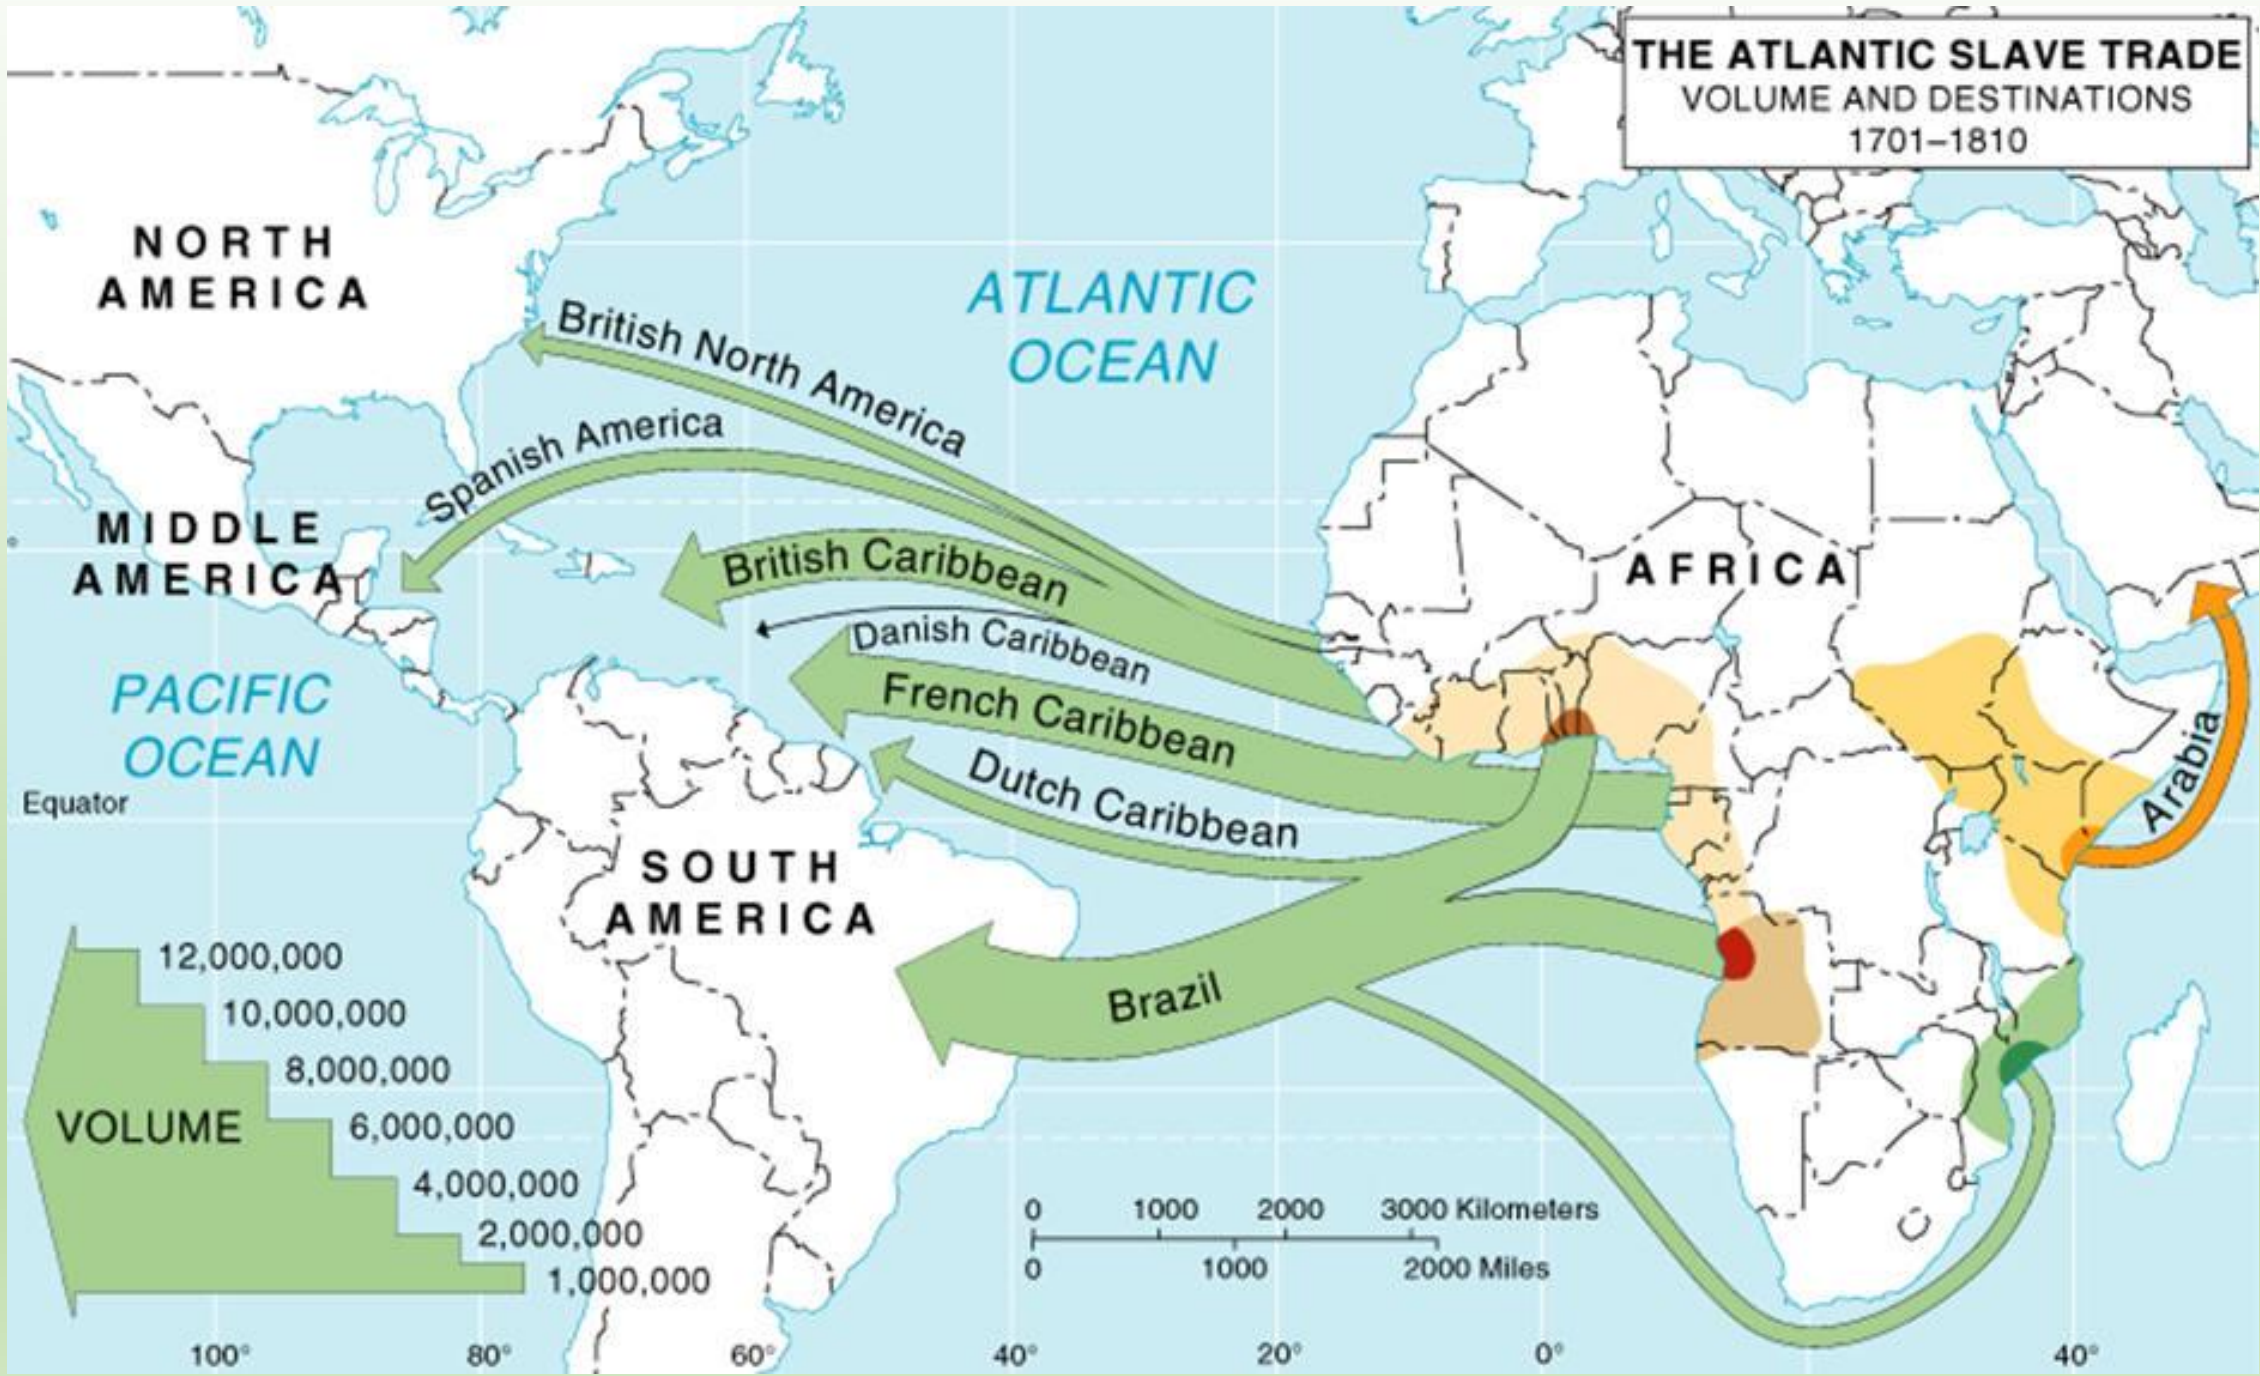 THE ATLANTIC SLAVE TRADE
VOLUME AND DESTINATIONS
1701–1810
NORTH
AMERICA
ATLANTIC
OCEAN
British North America
Spanish America
MIDDLE
AMERICA
British Caribbean
AFRICA
Danish Caribbean
PACIFIC
OCEAN
French Caribbean
Arabia
Dutch Caribbean
Equator
SOUTH
AMERICA
Brazil
12,000,000
10,000,000
8,000,000
VOLUME
6,000,000
4,000,000
2,000,000
1,000,000
0 1000 2000 3000 Kilometers
0 1000 2000 Miles
100° 80° 60° 40° 20° 0° 40°